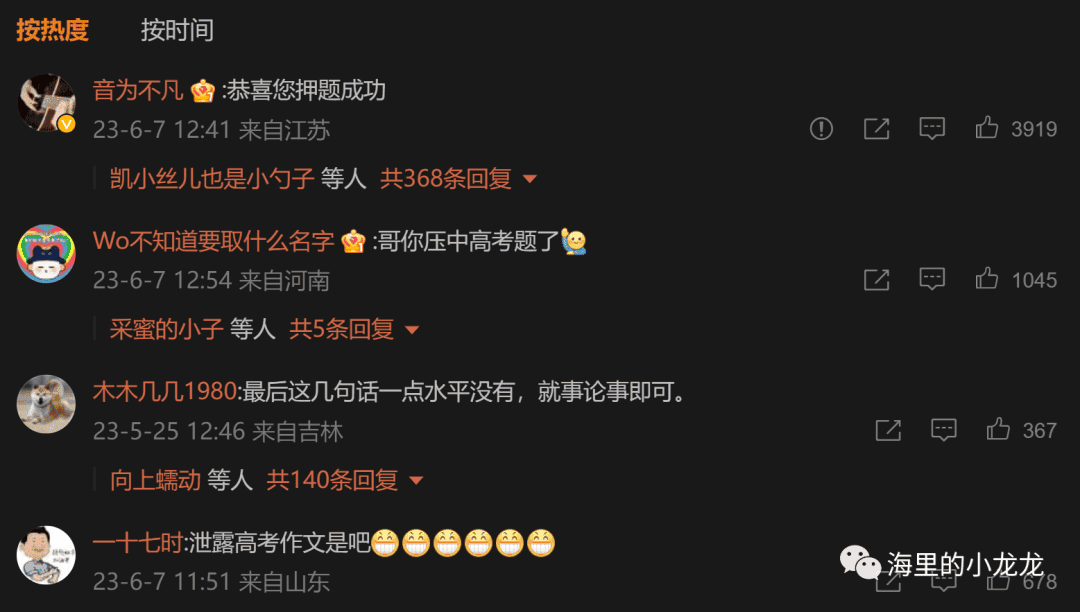 按热度 按时间
音为不凡 :恭喜您押题成功
23-6-7 12:41 来自江苏
3919
凯小丝儿也是小勺子 等人 共368条回复
Wo不知道要取什么名字 :哥你压中高考题了
23-6-7 12:54 来自河南
1045
采蜜的小子 等人 共5条回复
木木几几1980:最后这几句话一点水平没有，就事论事即可。
23-5-25 12:46 来自吉林
367
向上蠕动 等人 共140条回复
一十七时:泄露高考作文是吧
23-6-7 11:51 来自山东
海里的小龙龙
678